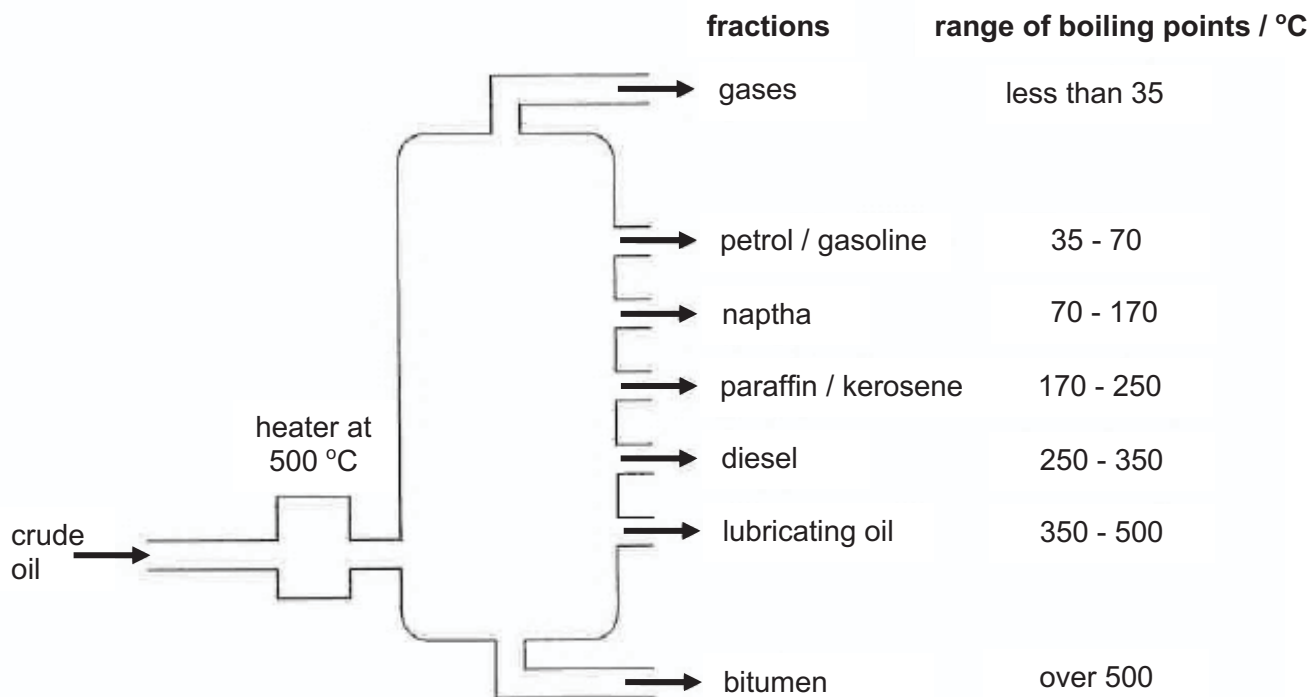 fractions range of boiling points / °C
gases less than 35
petrol / gasoline 35 - 70
naptha 70 - 170
paraffin / kerosene 170 - 250
heater at
500 °C
diesel 250 - 350
lubricating oil 350 - 500
crude
oil
bitumen over 500